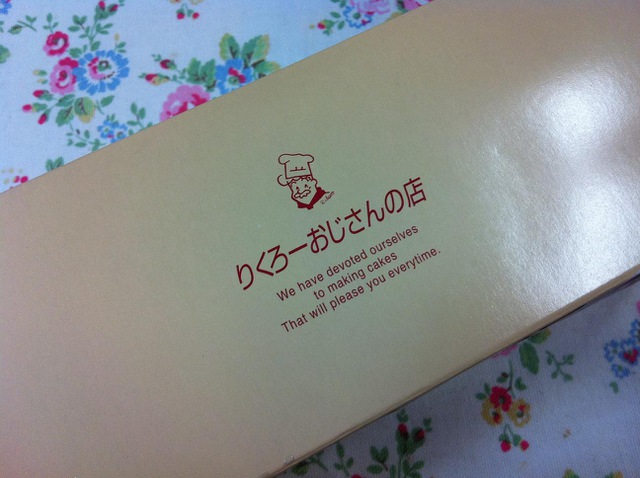 りくろーおじさんの店
We have devoted ourselves
to making cakes
That will please you everytime.